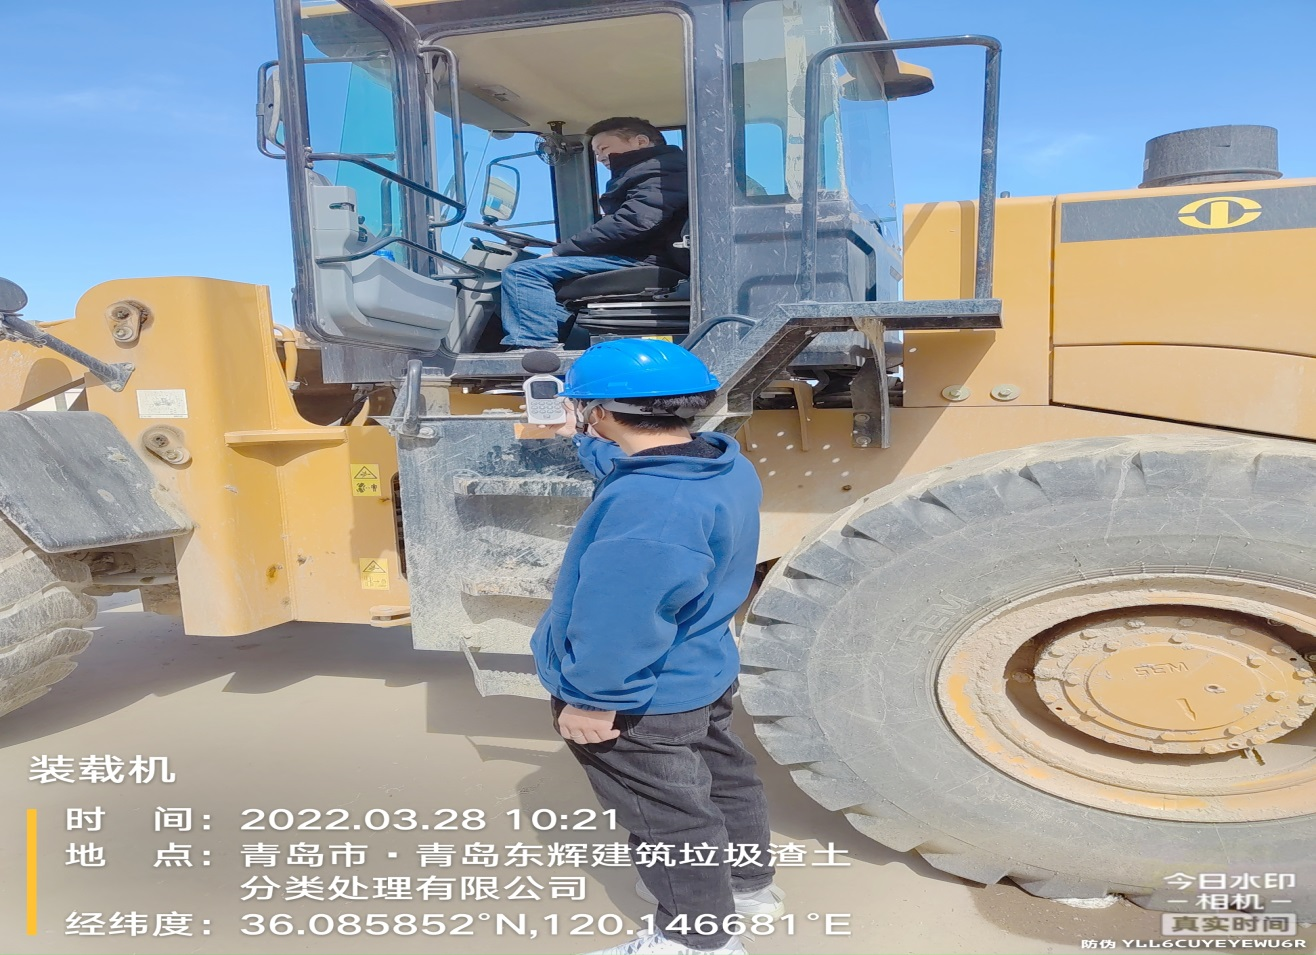 SEM
SEM
装载机
时 间：2022.03.28 10:21
地 点：青岛市·青岛东辉建筑垃圾渣土
分类处理有限公司
经纬度：36.085852°N,120.146681°E
今日水印
相机
真实时间
防伪 YLL6CUYEYEWU6R